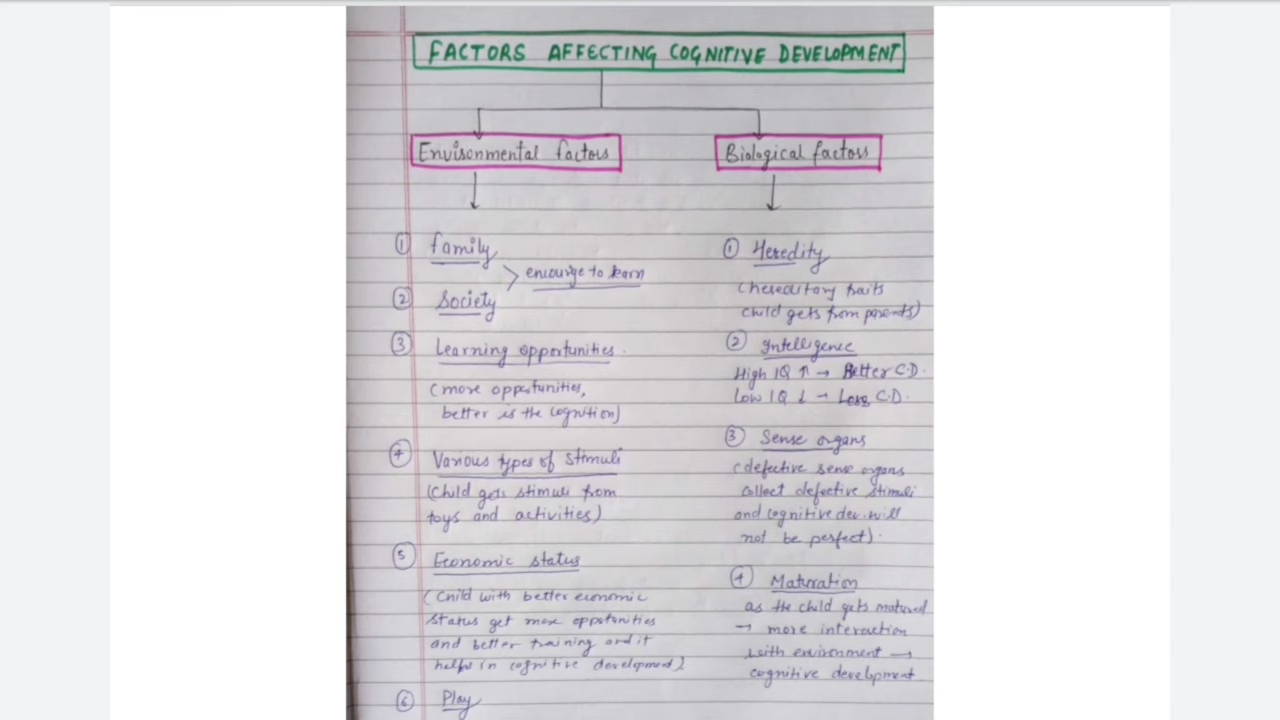 FACTORS AFFECTING COGNITIVE DEVELOPMENT
Environmental factors
① family
② Society
encourge to learn
③ Learning opportunities.
(more opportunities,
better is the cognition)
④ Various types of stimuli
(Child gets stimuli from
toys and activities)
⑤ Economic status
(Child with better economic
status get more oppotunities
and better training and it
helps in cognitive development)
⑥ Play
Biological factors
① Heredity
(hereditory traits
child gets from parents)
② Intelligence
High IQ ↑ → Better C.D.
Low IQ ↓ → Less C.D.
③ Sense organs
(defective sense organs
collect defective stimuli
and cognitive dev. will
not be perfect).
④ Maturation
as the child gets matured
→ more interaction
with environment →
cognitive development